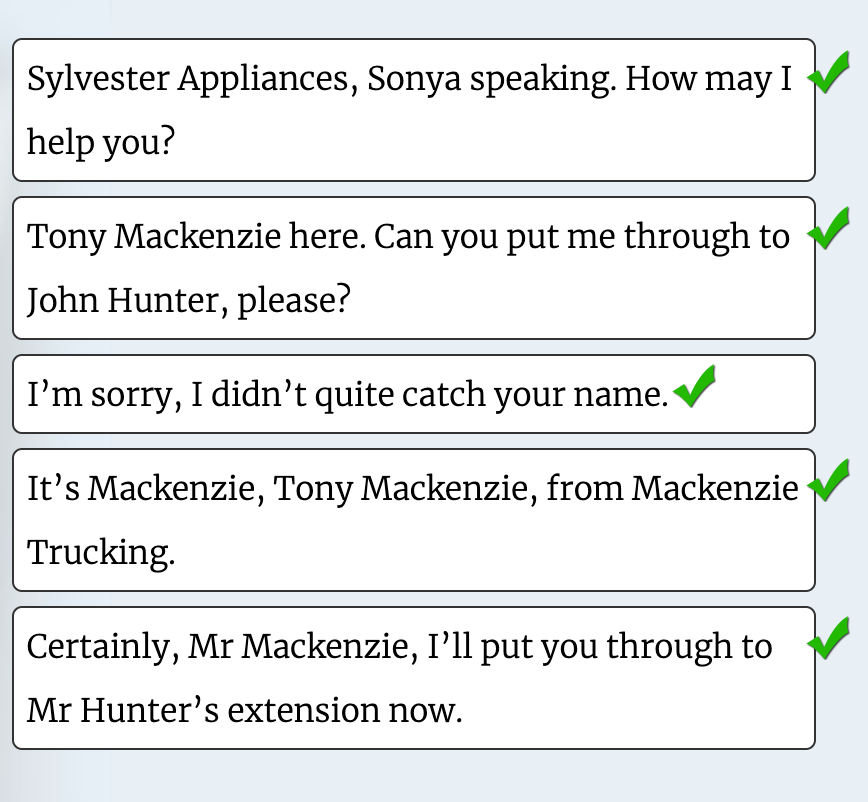 Sylvester Appliances, Sonya speaking. How may I
help you?
Tony Mackenzie here. Can you put me through to
John Hunter, please?
I’m sorry, I didn’t quite catch your name.
It’s Mackenzie, Tony Mackenzie, from Mackenzie
Trucking.
Certainly, Mr Mackenzie, I’ll put you through to
Mr Hunter’s extension now.